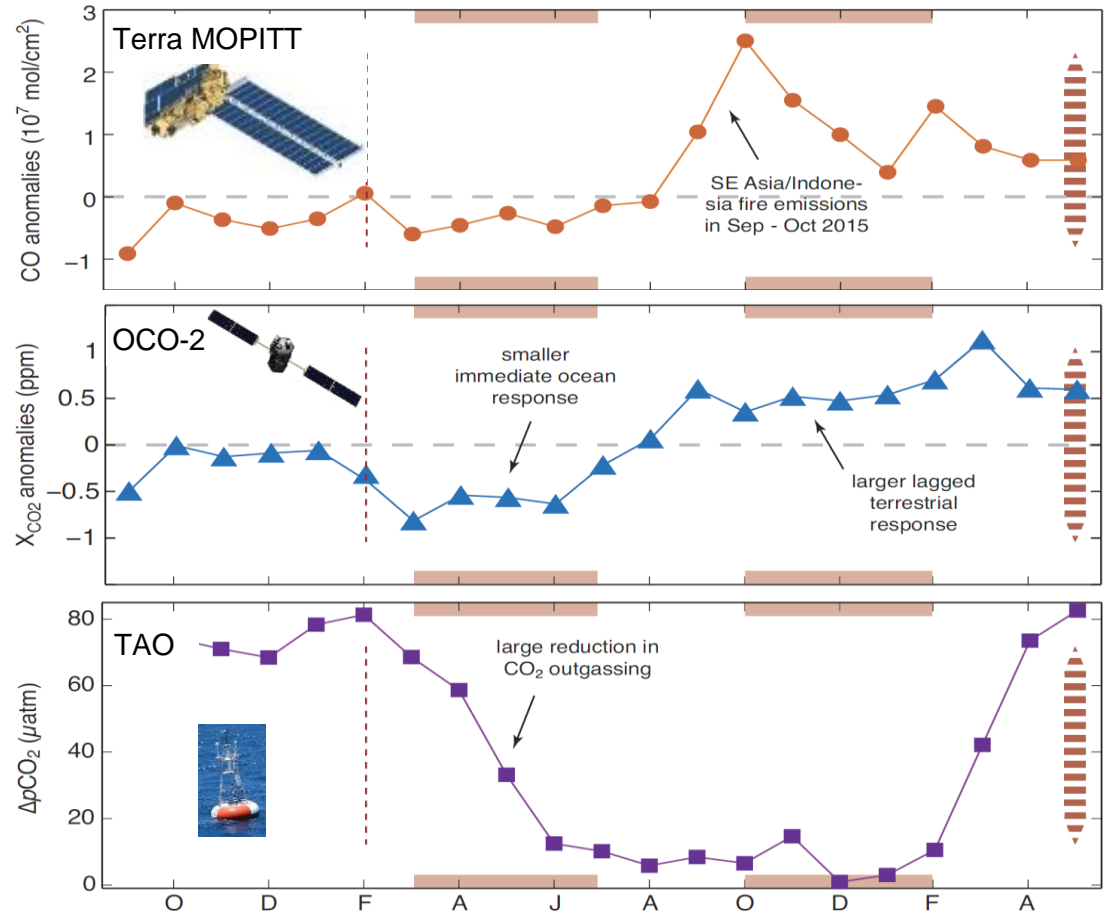 3
2
1
0
−1
CO anomalies (10⁷ mol/cm²)
Terra MOPITT
SE Asia/Indone-
sia fire emissions
in Sep - Oct 2015
1
0.5
0
−0.5
−1
X_CO2 anomalies (ppm)
OCO-2
smaller
immediate ocean
response
larger lagged
terrestrial
response
80
60
40
20
0
ΔpCO₂ (µatm)
TAO
large reduction in
CO₂ outgassing
O D F A J A O D F A